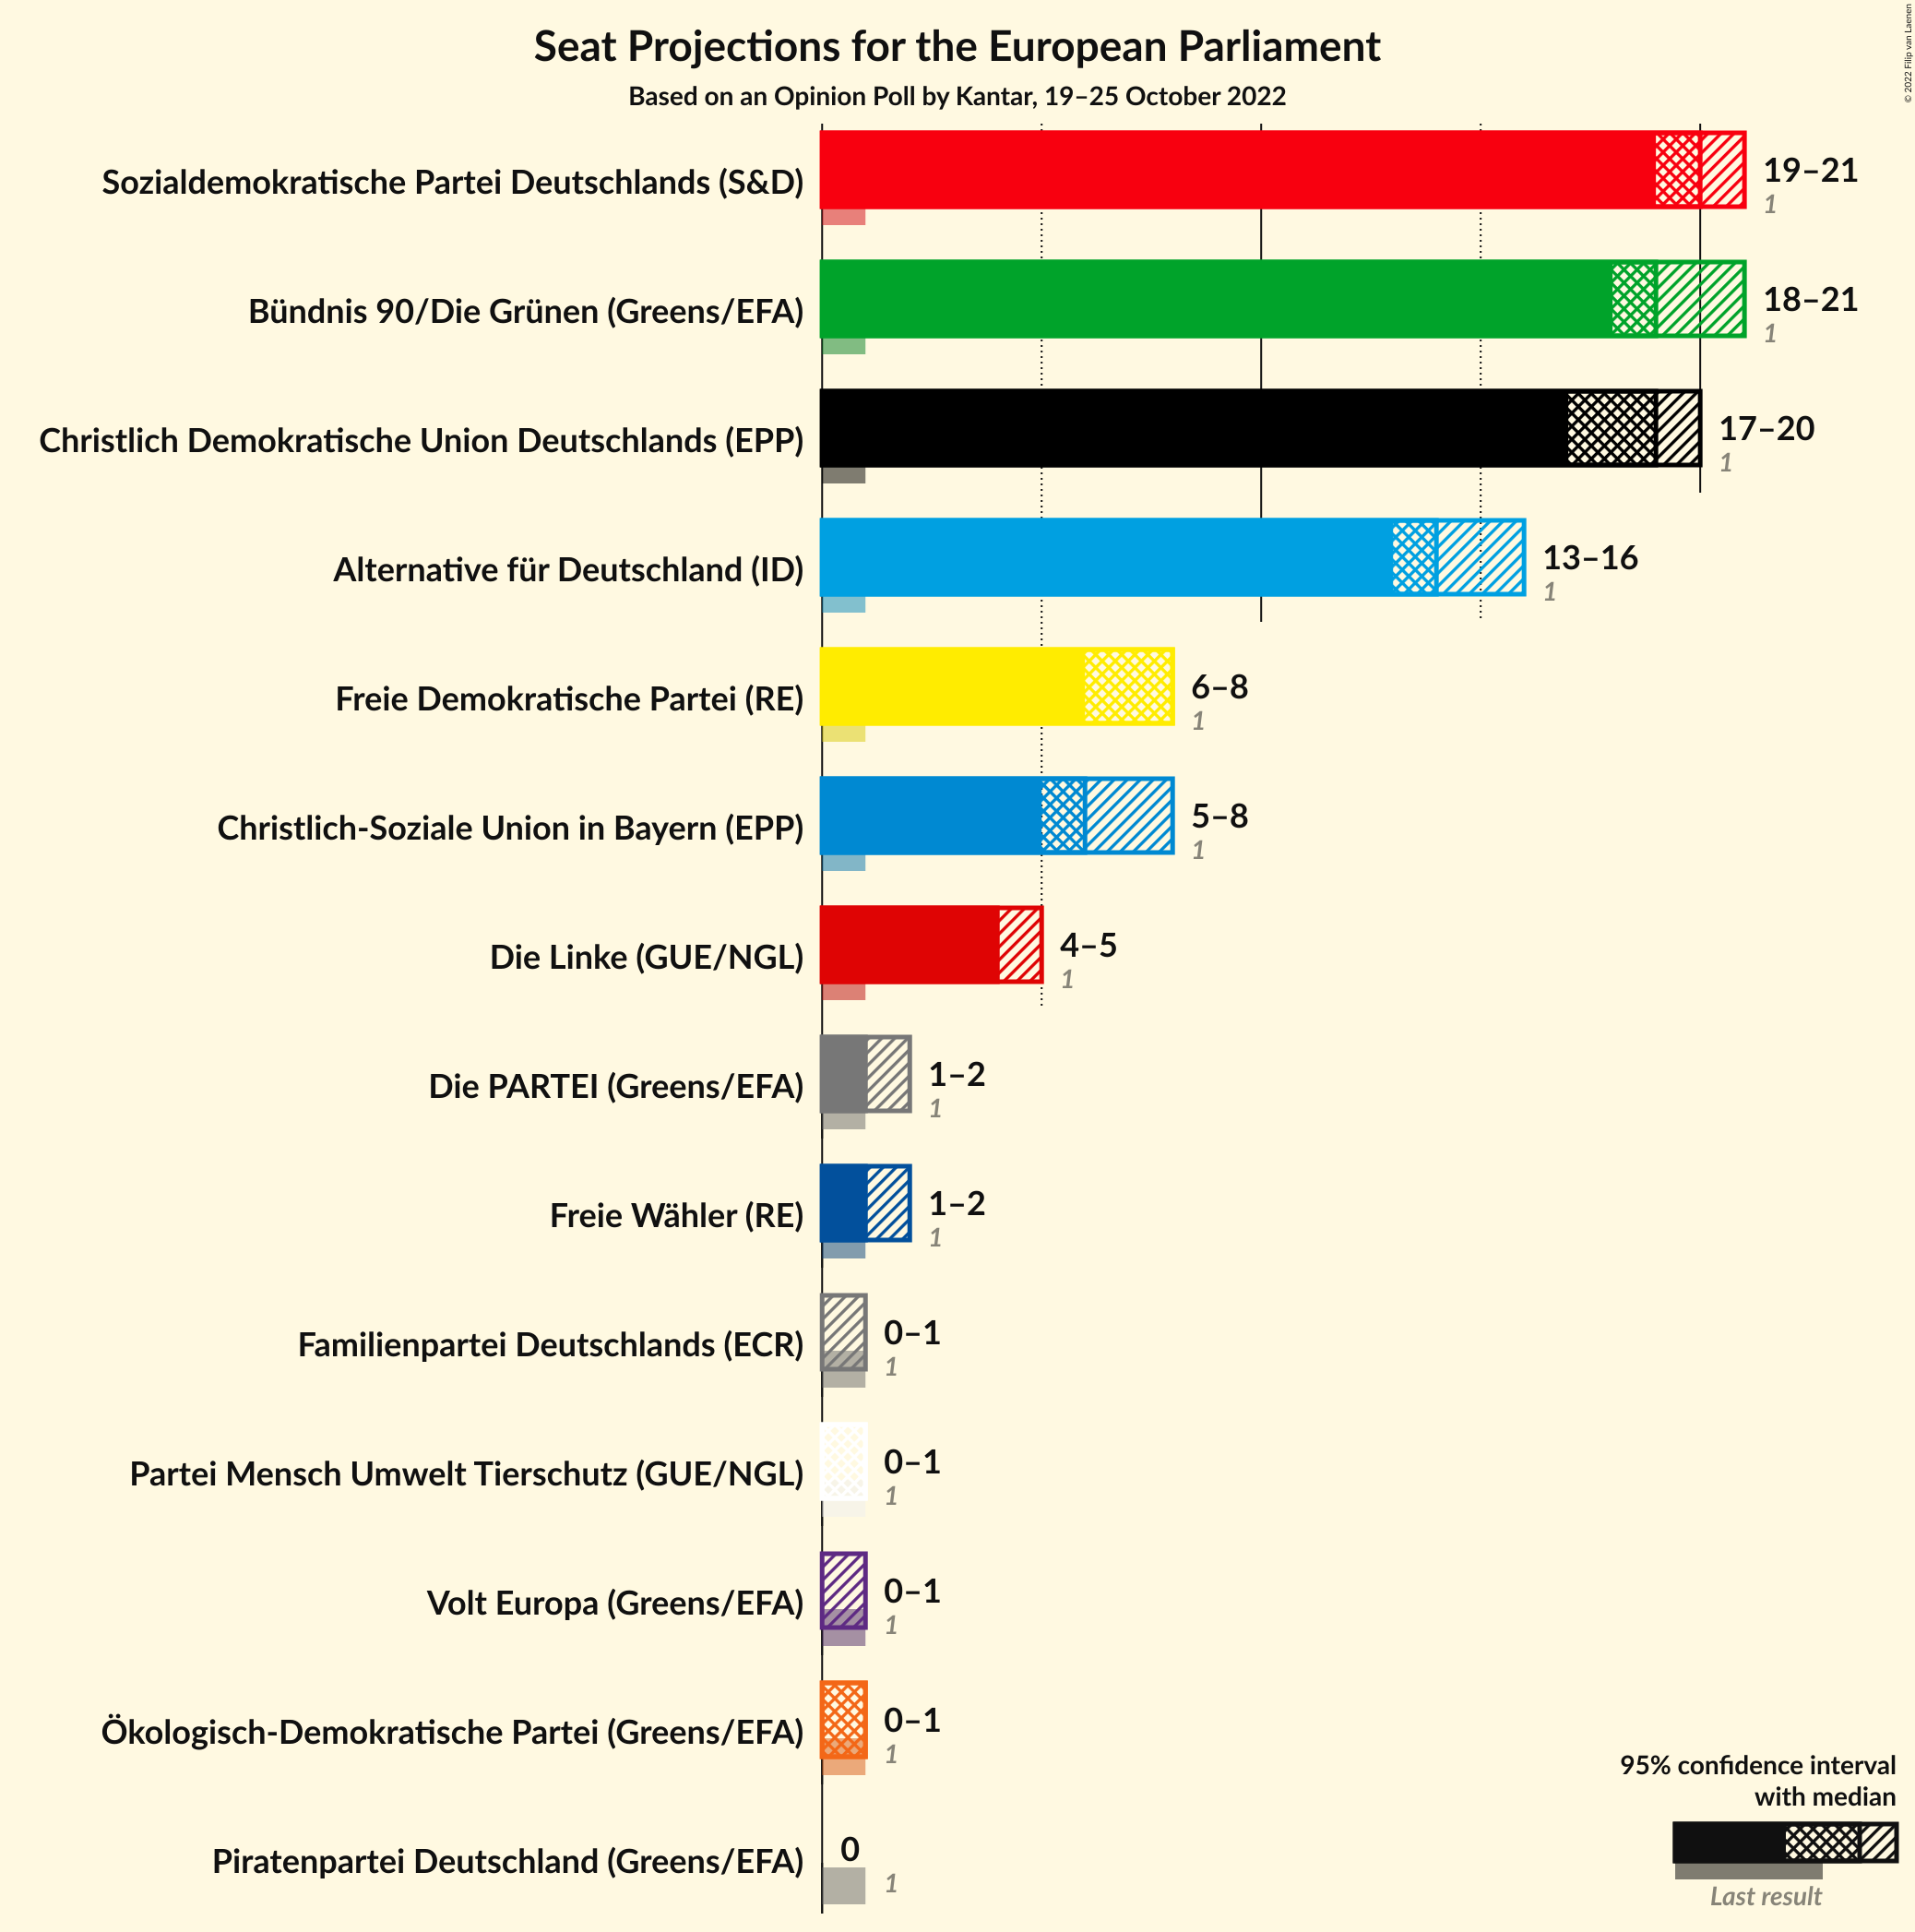 Seat Projections for the European Parliament
Based on an Opinion Poll by Kantar, 19–25 October 2022
© 2022 Filip van Laenen
Sozialdemokratische Partei Deutschlands (S&D)
19–21
1
Bündnis 90/Die Grünen (Greens/EFA)
18–21
1
Christlich Demokratische Union Deutschlands (EPP)
17–20
1
Alternative für Deutschland (ID)
13–16
1
Freie Demokratische Partei (RE)
6–8
1
Christlich-Soziale Union in Bayern (EPP)
5–8
1
Die Linke (GUE/NGL)
4–5
1
Die PARTEI (Greens/EFA)
1–2
1
Freie Wähler (RE)
1–2
1
Familienpartei Deutschlands (ECR)
0–1
1
Partei Mensch Umwelt Tierschutz (GUE/NGL)
0–1
1
Volt Europa (Greens/EFA)
0–1
1
Ökologisch-Demokratische Partei (Greens/EFA)
0–1
1
Piratenpartei Deutschland (Greens/EFA)
0
1
95% confidence interval
with median
Last result